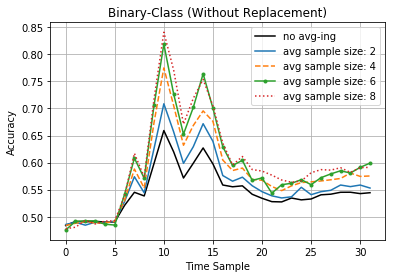 Binary-Class (Without Replacement)
no avg-ing
avg sample size: 2
avg sample size: 4
avg sample size: 6
avg sample size: 8
Accuracy
0.85
0.80
0.75
0.70
0.65
0.60
0.55
0.50
0 5 10 15 20 25 30
Time Sample